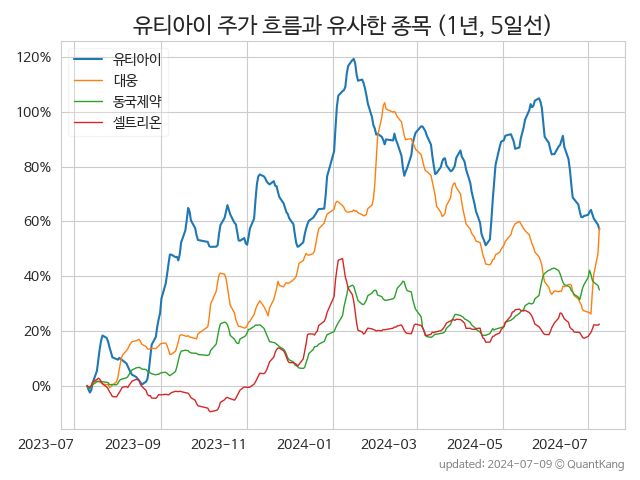 유티아이 주가 흐름과 유사한 종목 (1년, 5일선)
120%
100%
80%
60%
40%
20%
0%
유티아이
대웅
동국제약
셀트리온
2023-07
2023-09
2023-11
2024-01
2024-03
2024-05
2024-07
updated: 2024-07-09 © QuantKang